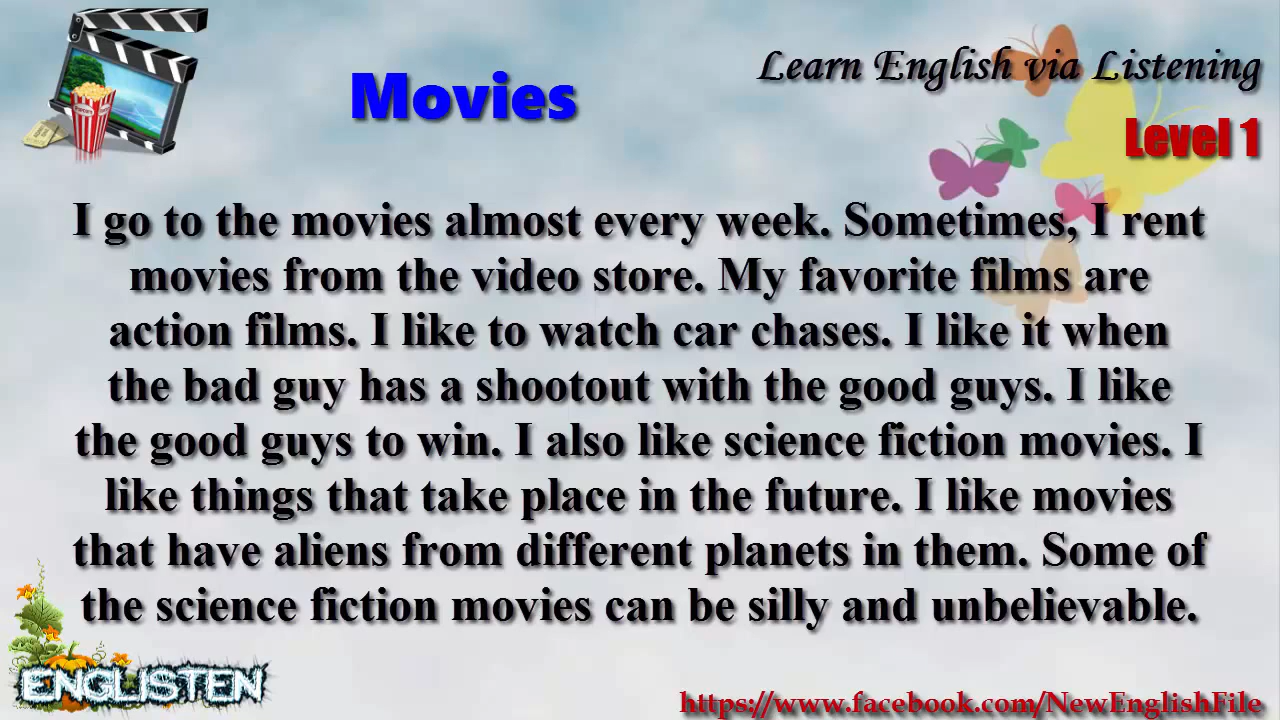 Movies
Learn English via Listening
Level 1
I go to the movies almost every week. Sometimes, I rent
movies from the video store. My favorite films are
action films. I like to watch car chases. I like it when
the bad guy has a shootout with the good guys. I like
the good guys to win. I also like science fiction movies. I
like things that take place in the future. I like movies
that have aliens from different planets in them. Some of
the science fiction movies can be silly and unbelievable.
ENGLISTEN
https://www.facebook.com/NewEnglishFile